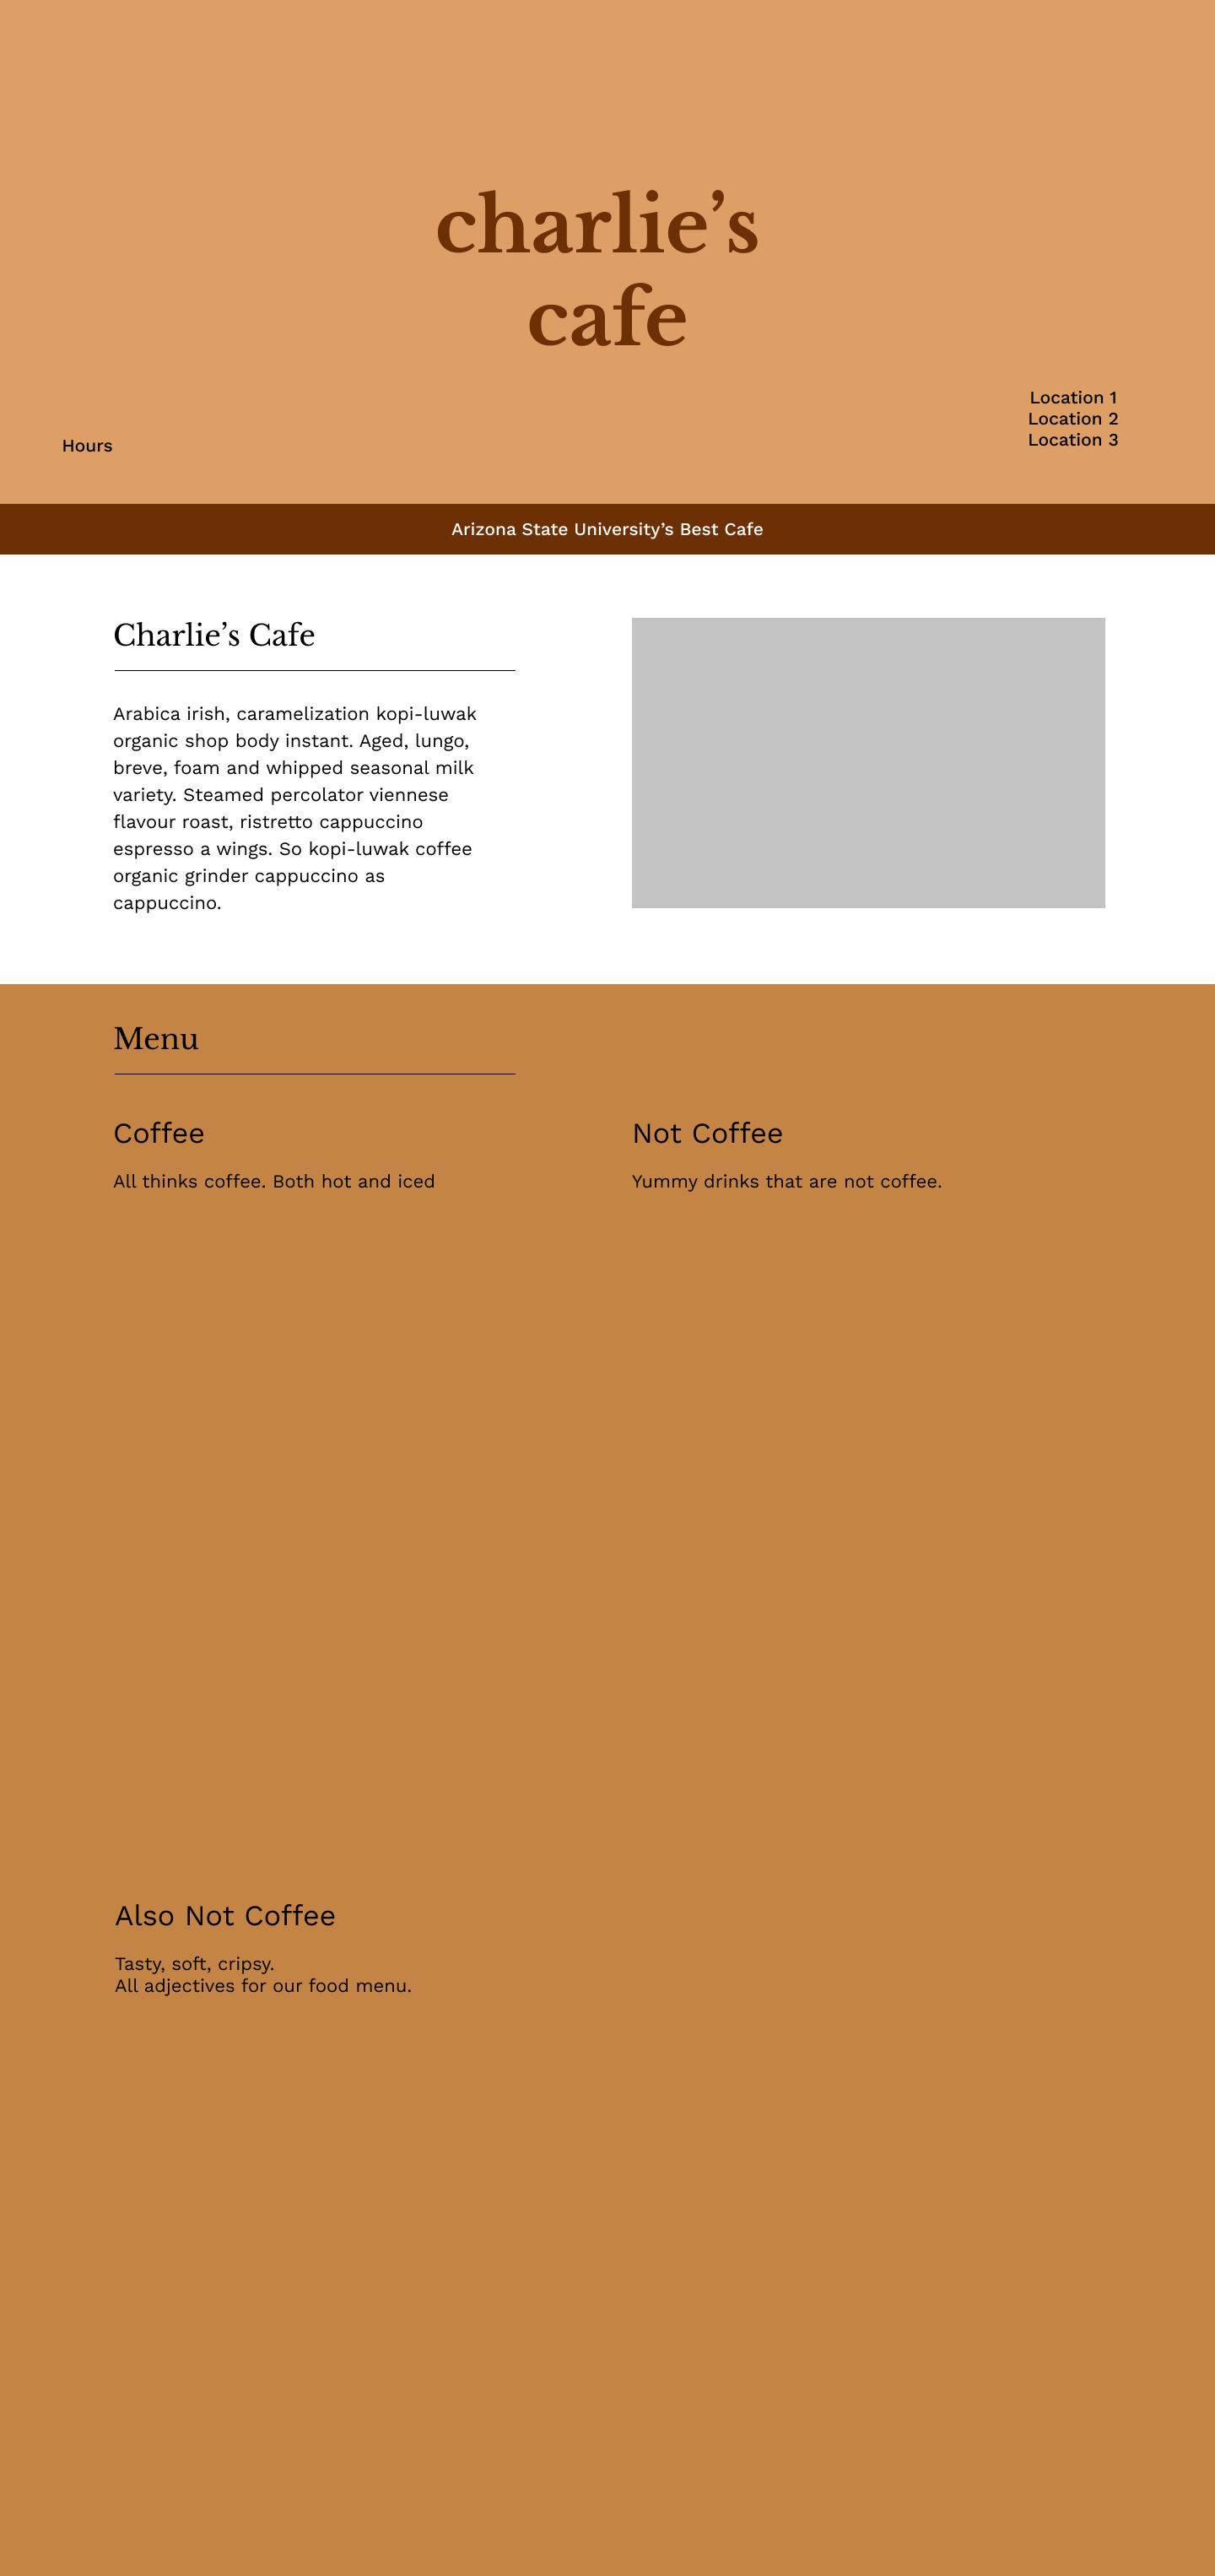 charlie’s
cafe
Location 1
Location 2
Location 3
Hours
Arizona State University’s Best Cafe
Charlie’s Cafe
Arabica irish, caramelization kopi-luwak
organic shop body instant. Aged, lungo,
breve, foam and whipped seasonal milk
variety. Steamed percolator viennese
flavour roast, ristretto cappuccino
espresso a wings. So kopi-luwak coffee
organic grinder cappuccino as
cappuccino.
Menu
Coffee
All thinks coffee. Both hot and iced
Not Coffee
Yummy drinks that are not coffee.
Also Not Coffee
Tasty, soft, cripsy.
All adjectives for our food menu.